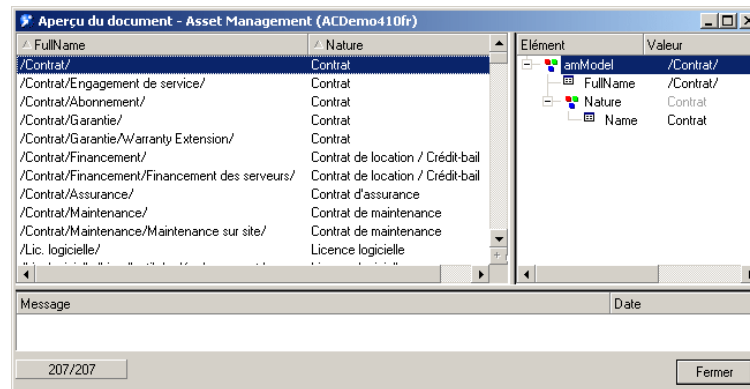 Aperçu du document - Asset Management (ACDemo410fr)
FullName Nature
/Contrat/ Contrat
/Contrat/Engagement de service/ Contrat
/Contrat/Abonnement/ Contrat
/Contrat/Garantie/ Contrat
/Contrat/Garantie/Warranty Extension/ Contrat
/Contrat/Financement/ Contrat de location / Crédit-bail
/Contrat/Financement/Financement des serveurs/ Contrat de location / Crédit-bail
/Contrat/Assurance/ Contrat d'assurance
/Contrat/Maintenance/ Contrat de maintenance
/Contrat/Maintenance/Maintenance sur site/ Contrat de maintenance
/Lic. logicielle/ Licence logicielle
Elément Valeur
amModel /Contrat/
FullName /Contrat/
Nature Contrat
Name Contrat
Message Date
207/207
Fermer